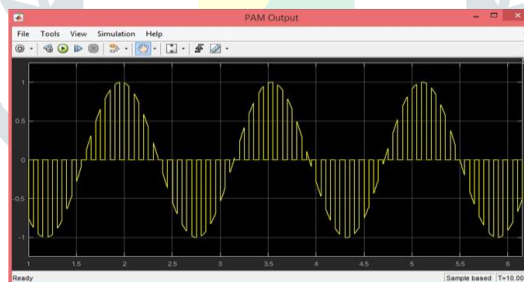 PAM Output
File Tools View Simulation Help
1
0.5
0
-0.5
-1
1 1.5 2 2.5 3 3.5 4 4.5 5 5.5 6
Ready Sample based T=10.00